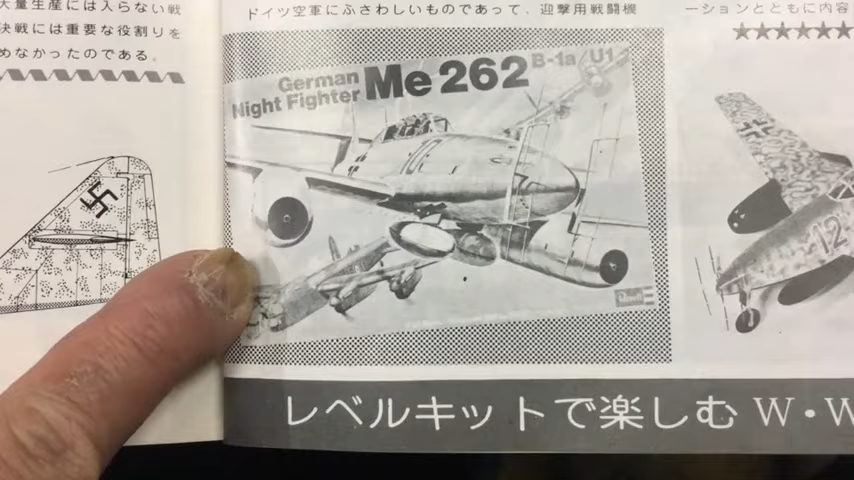 大量生産には入らない戦
決戦には重要な役割りを
めなかったのである。
ドイツ空軍にふさわしいものであって、迎撃用戦闘機
ーションとともに内容
★★★★★★★
German
Night Fighter
Me 262
B-1a/U1
12
Revell
レベルキットで楽しむ W・W